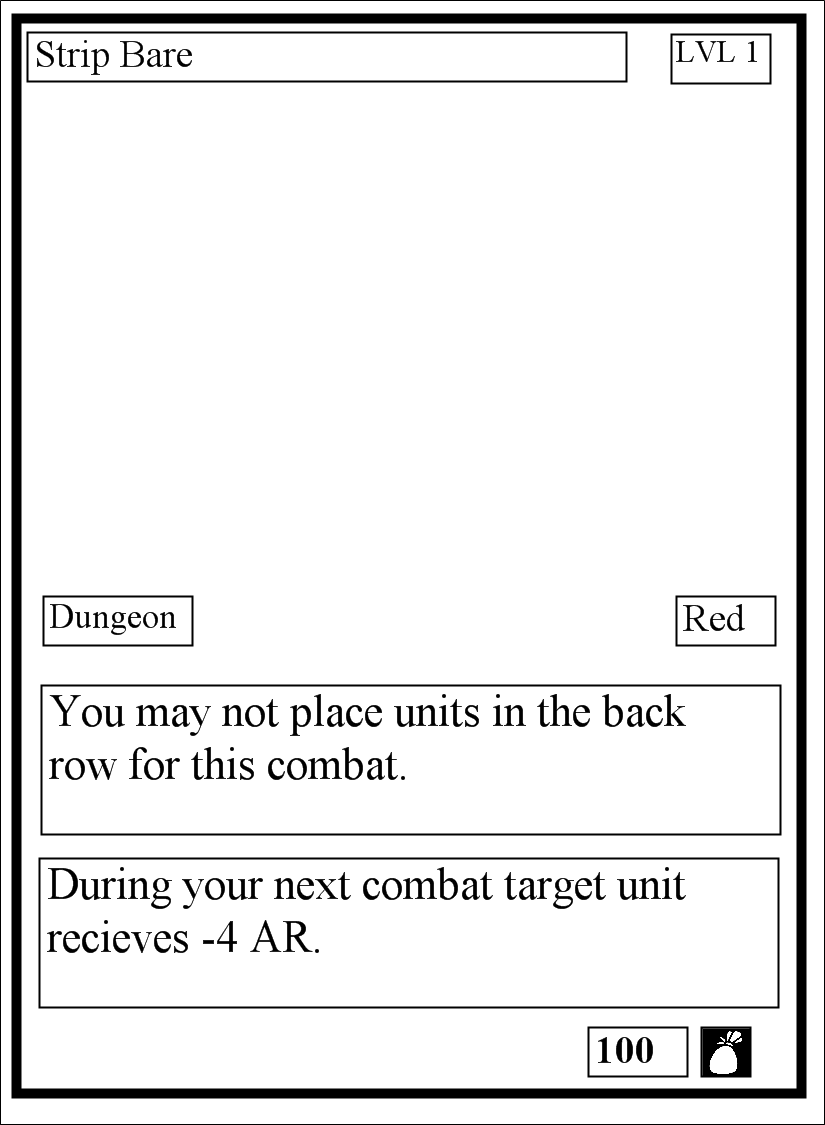 Strip Bare
LVL 1
Dungeon
Red
You may not place units in the back
row for this combat.
During your next combat target unit
recieves -4 AR.
100